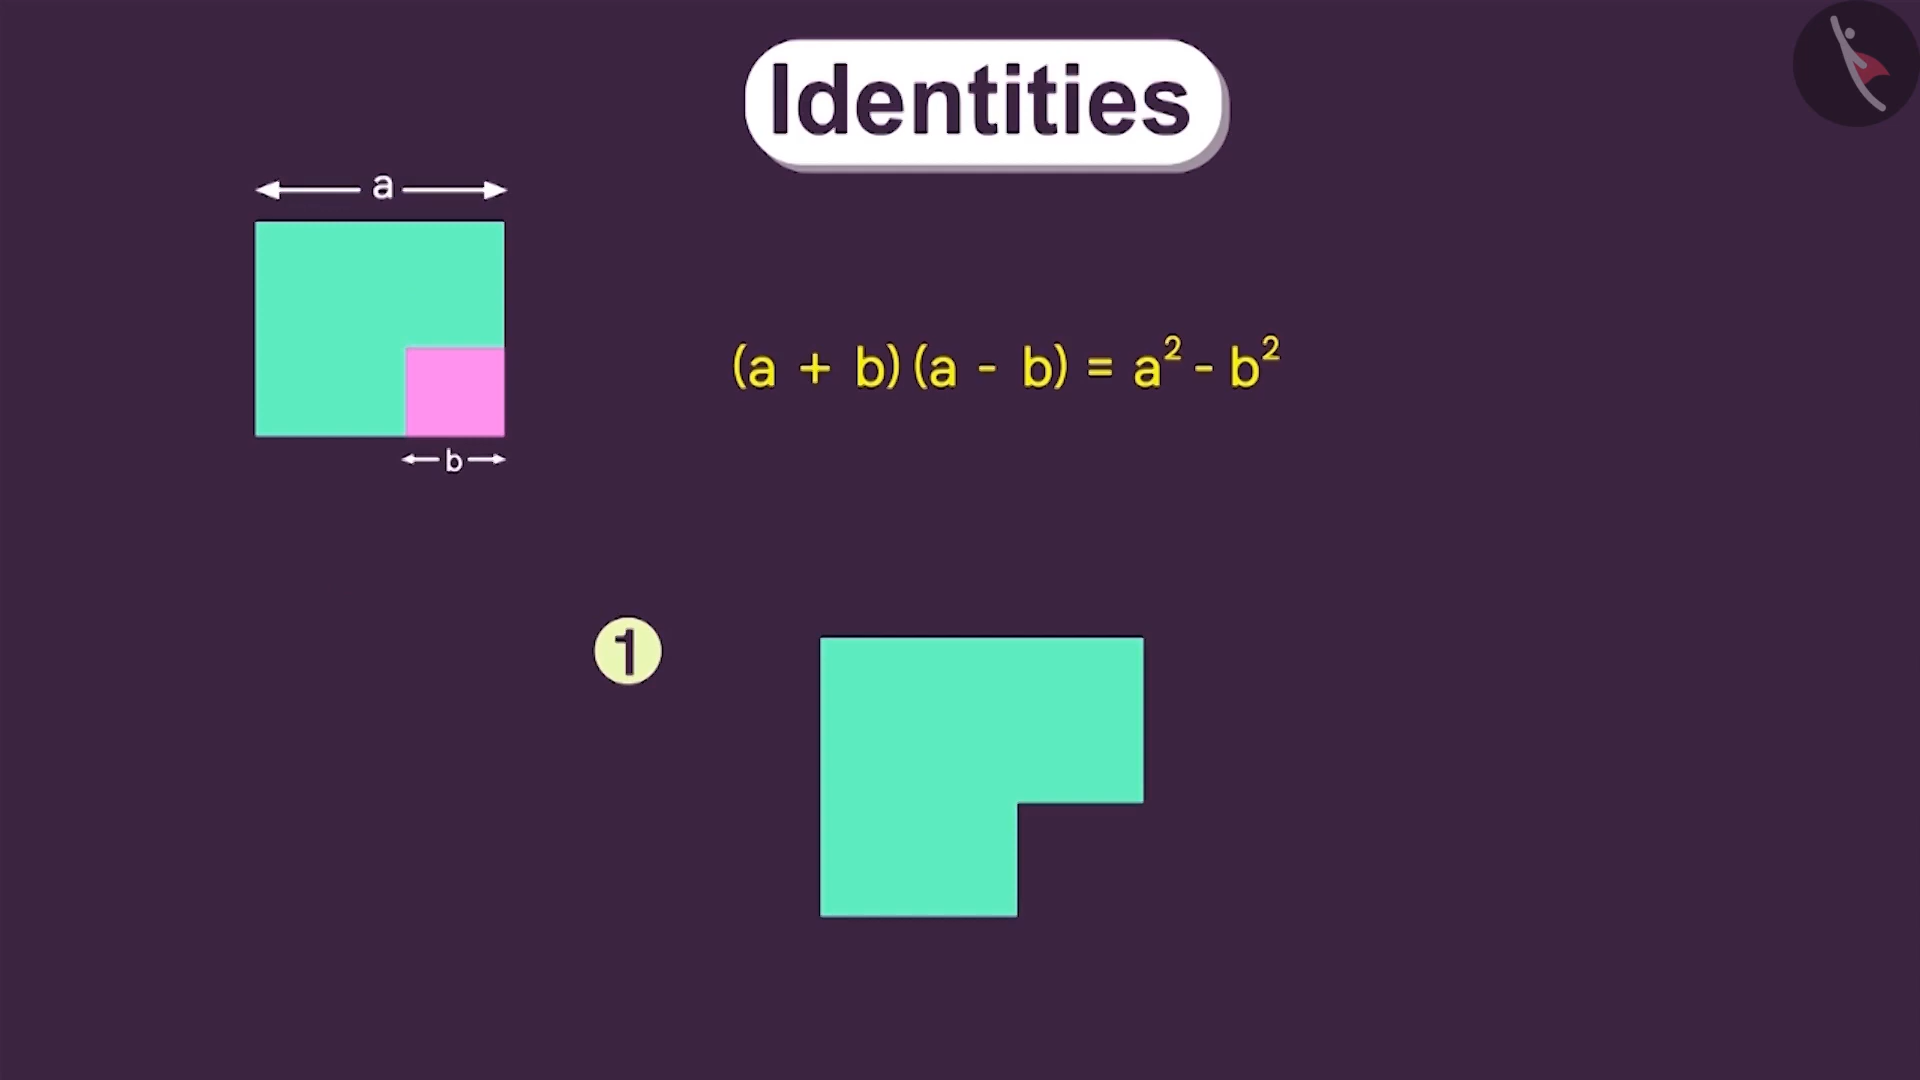 Identities
a
(a + b)(a - b) = a² - b²
b
1